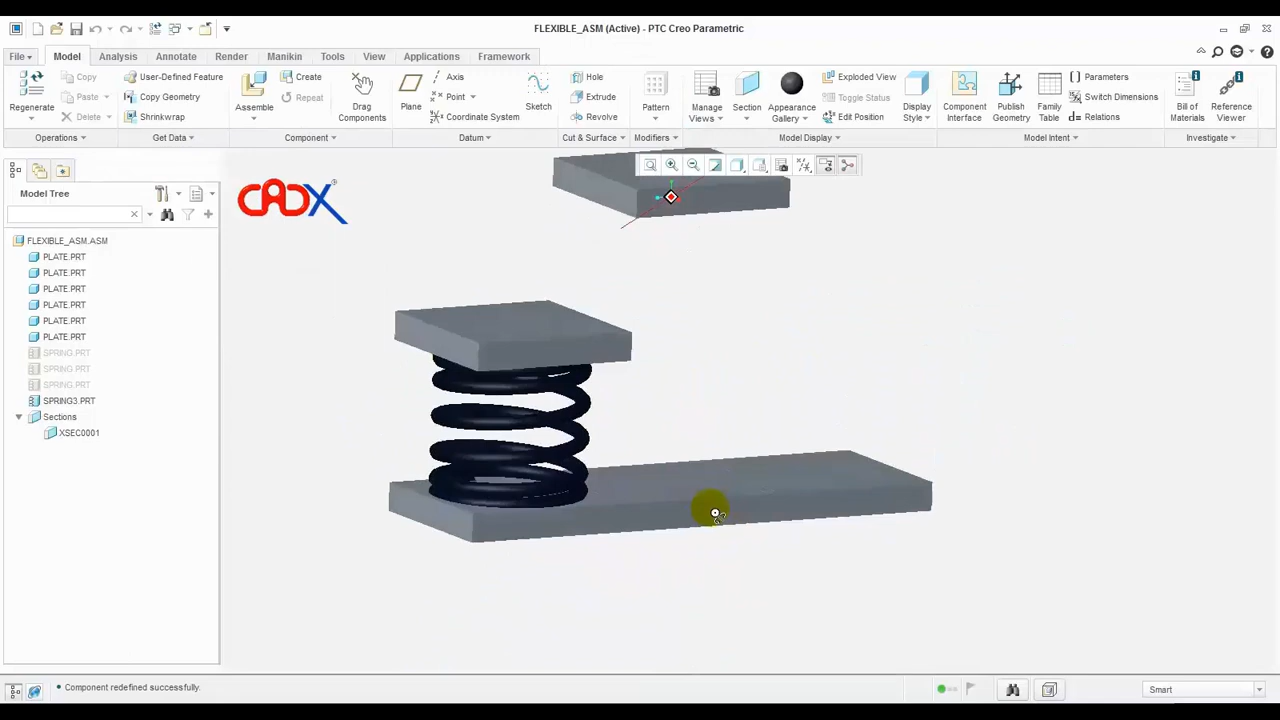 FLEXIBLE_ASM (Active) - PTC Creo Parametric
File Model Analysis Annotate Render Manikin Tools View Applications Framework
Regenerate
Copy
Paste
Delete
User-Defined Feature
Copy Geometry
Shrinkwrap
Assemble
Create
Repeat
Drag
Components
Plane
Axis
Point
Coordinate System
Sketch
Hole
Extrude
Revolve
Pattern
Manage
Views
Section
Appearance
Gallery
Exploded View
Toggle Status
Edit Position
Display
Style
Component
Interface
Publish
Geometry
Family
Table
Parameters
Switch Dimensions
Relations
Bill of
Materials
Reference
Viewer
Operations Get Data Component Datum Cut & Surface Modifiers Model Display Model Intent Investigate
Model Tree
CADX
FLEXIBLE_ASM.ASM
PLATE.PRT
PLATE.PRT
PLATE.PRT
PLATE.PRT
PLATE.PRT
PLATE.PRT
SPRING.PRT
SPRING.PRT
SPRING.PRT
SPRING3.PRT
Sections
XSEC0001
Component redefined successfully.
Smart